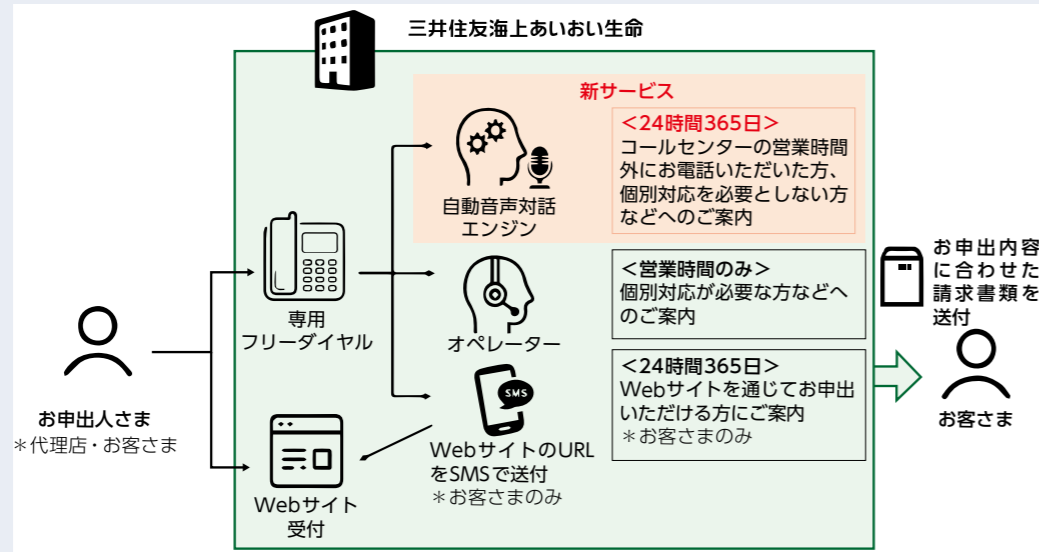 三井住友海上あいおい生命
新サービス
自動音声対話
エンジン
＜24時間365日＞
コールセンターの営業時間
外にお電話いただいた方、
個別対応を必要としない方
などへのご案内
専用
フリーダイヤル
オペレーター
＜営業時間のみ＞
個別対応が必要な方などへ
のご案内
SMS
WebサイトのURL
をSMSで送付
＊お客さまのみ
＜24時間365日＞
Webサイトを通じてお申出
いただける方にご案内
＊お客さまのみ
お申出人さま
＊代理店・お客さま
Webサイト
受付
お申出内容
に合わせた
請求書類を
送付
お客さま